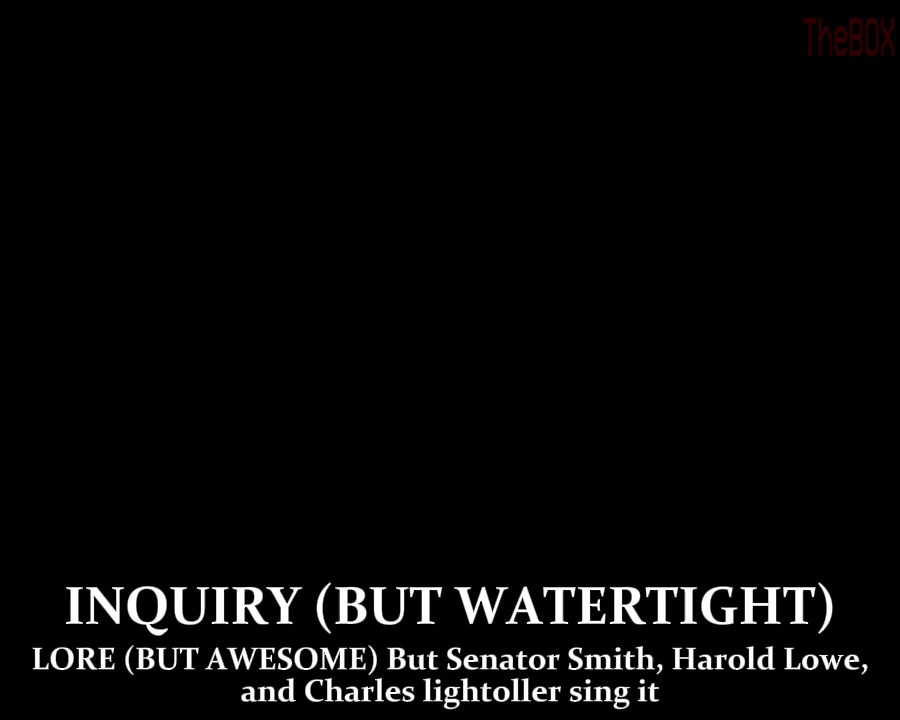 TheBOX
INQUIRY (BUT WATERTIGHT)
LORE (BUT AWESOME) But Senator Smith, Harold Lowe,
and Charles lightoller sing it